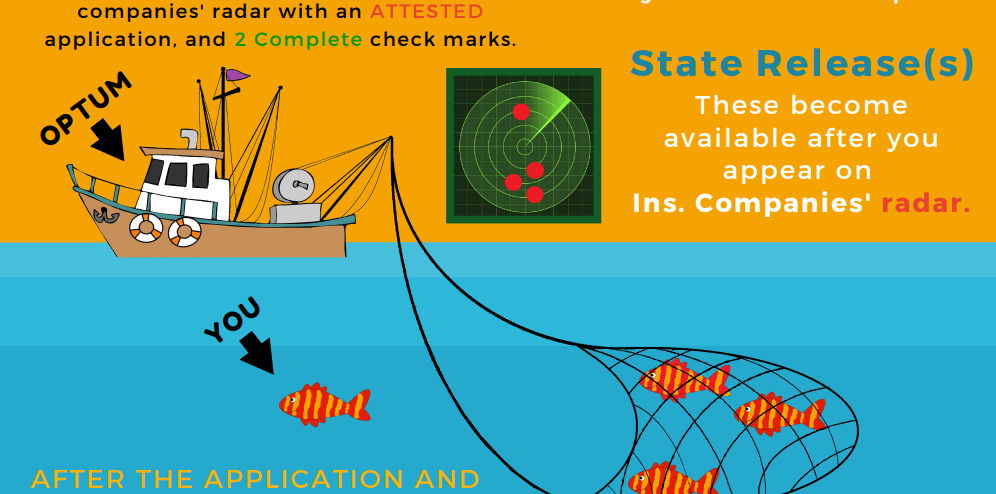 companies' radar with an ATTESTED
application, and 2 Complete check marks.
State Release(s)
These become
available after you
appear on
Ins. Companies' radar.
OPTUM
YOU
AFTER THE APPLICATION AND